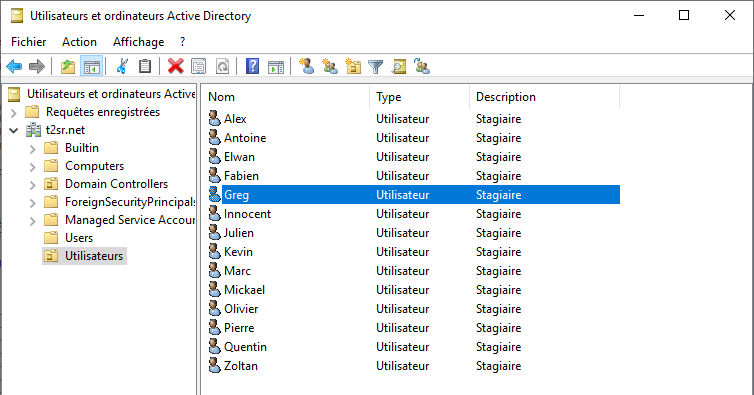 Utilisateurs et ordinateurs Active Directory
Fichier Action Affichage ?
Utilisateurs et ordinateurs Active
Requêtes enregistrées
t2sr.net
Builtin
Computers
Domain Controllers
ForeignSecurityPrincipals
Managed Service Accoun
Users
Utilisateurs
Nom Type Description
Alex Utilisateur Stagiaire
Antoine Utilisateur Stagiaire
Elwan Utilisateur Stagiaire
Fabien Utilisateur Stagiaire
Greg Utilisateur Stagiaire
Innocent Utilisateur Stagiaire
Julien Utilisateur Stagiaire
Kevin Utilisateur Stagiaire
Marc Utilisateur Stagiaire
Mickael Utilisateur Stagiaire
Olivier Utilisateur Stagiaire
Pierre Utilisateur Stagiaire
Quentin Utilisateur Stagiaire
Zoltan Utilisateur Stagiaire